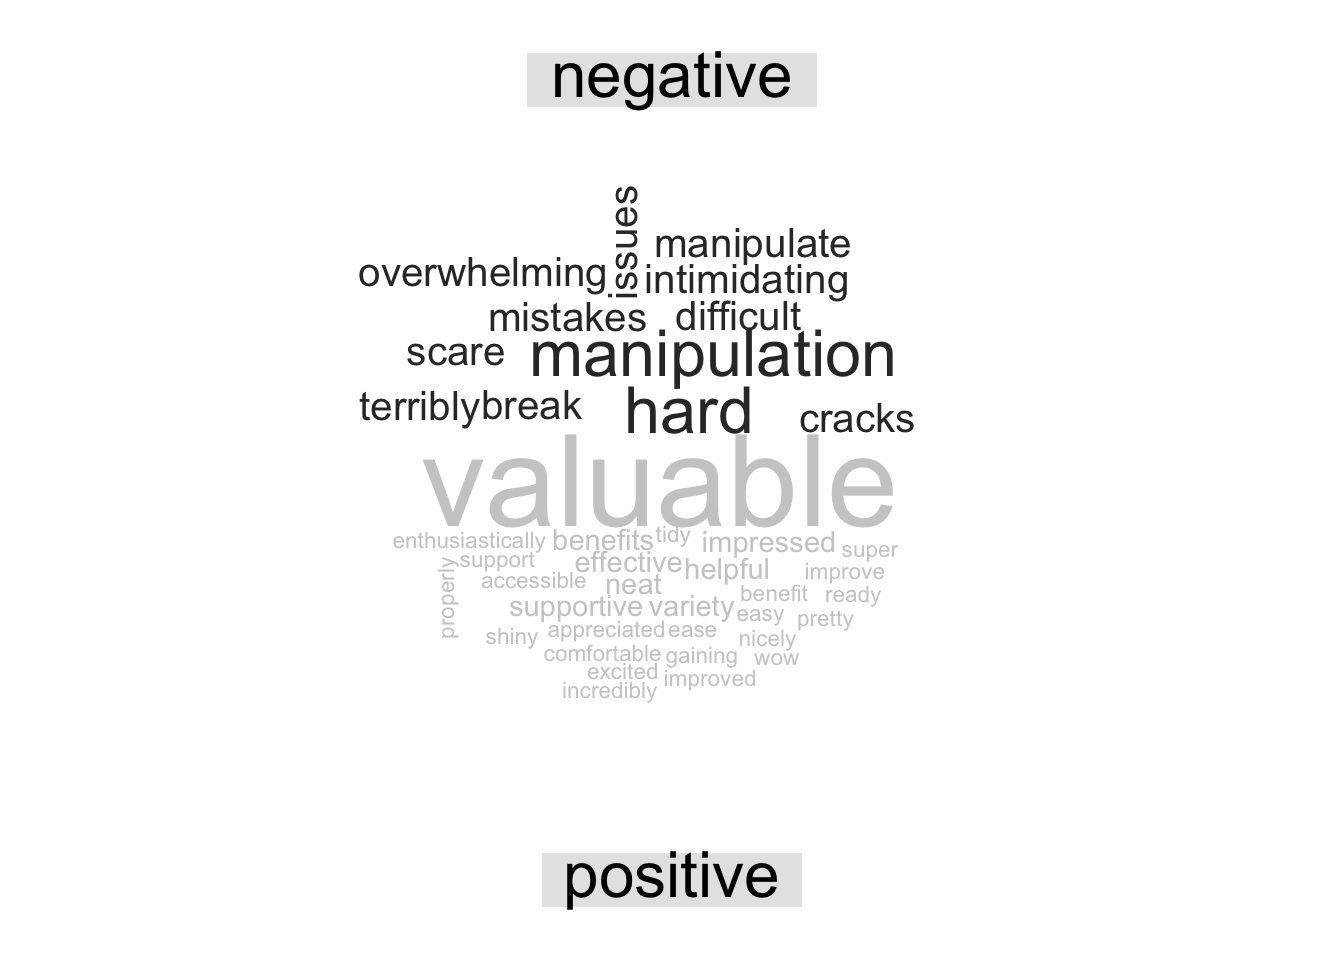 negative
issues
manipulate
overwhelming
intimidating
mistakes difficult
scare manipulation
terribly break hard cracks
valuable
enthusiastically benefits tidy impressed super
support effective helpful improve
properly accessible neat benefit ready
supportive variety easy pretty
shiny appreciated ease nicely
comfortable gaining wow
excited improved
incredibly
positive